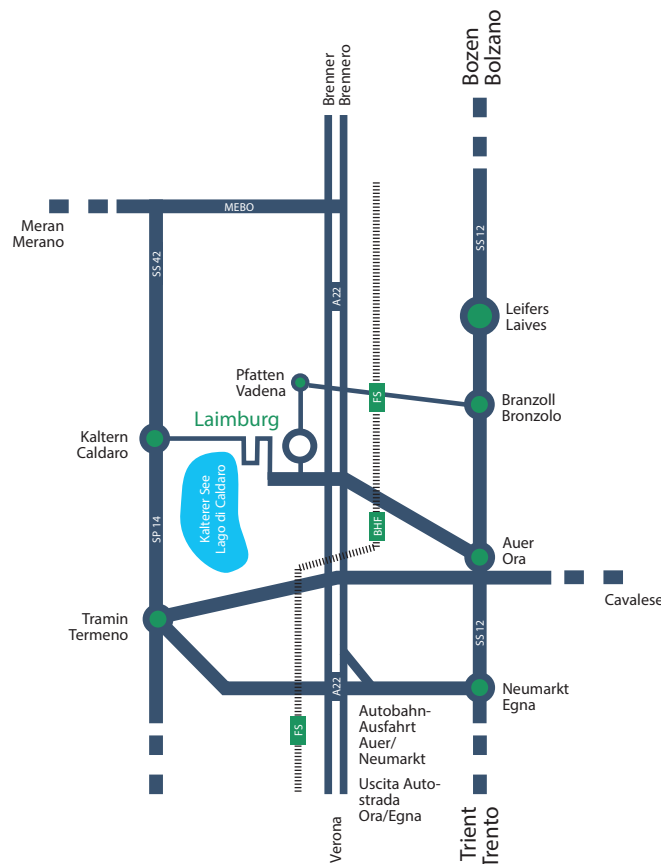 Bozen
Bolzano
Brenner
Brennero
MEBO
Meran
Merano
SS 42
SS 12
A 22
Leifers
Laives
Pfatten
Vadena
FS
Branzoll
Bronzolo
Laimburg
Kaltern
Caldaro
Kalterer See
Lago di Caldaro
SP 14
BHF
Auer
Ora
Cavalese
Tramin
Termeno
SS 12
A22
Neumarkt
Egna
FS
Autobahn-
Ausfahrt
Auer/
Neumarkt
Uscita Auto-
strada
Ora/Egna
Verona
Trient
Trento